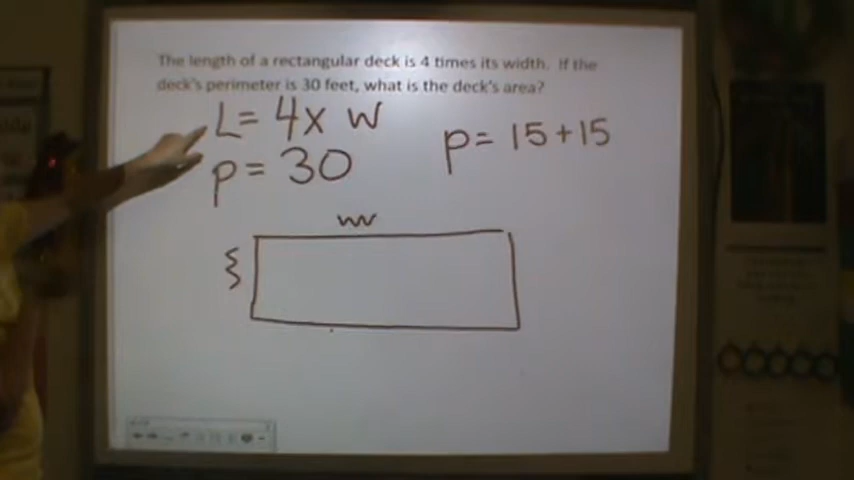 The length of a rectangular deck is 4 times its width. If the
deck's perimeter is 30 feet, what is the deck's area?
L= 4x W
p= 15+15
p= 30